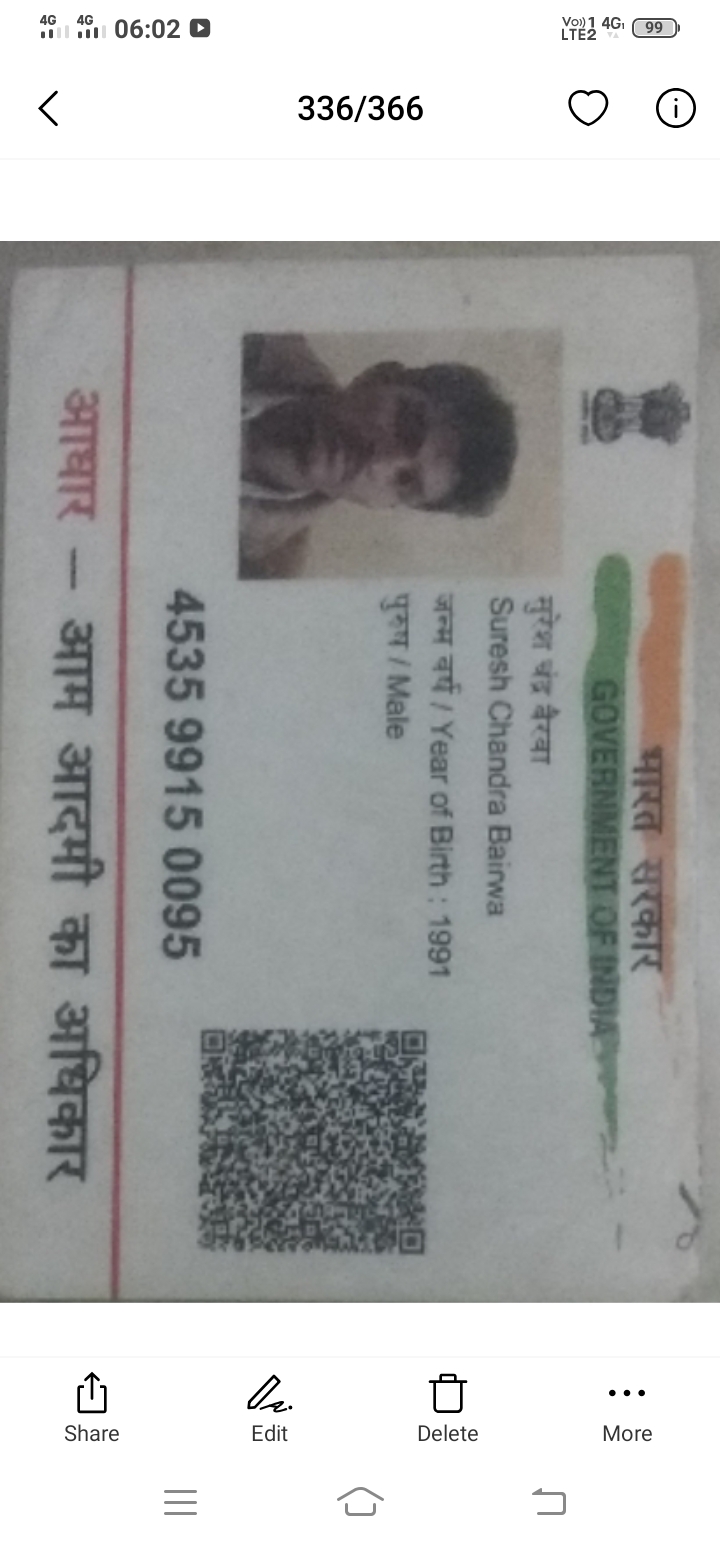 4G 4G 06:02 Vo))1 4G1 LTE2 99
336/366
भारत सरकार
GOVERNMENT OF INDIA
सुरेश चंद्र बैरवा
Suresh Chandra Bairwa
जन्म वर्ष / Year of Birth : 1991
पुरुष / Male
4535 9915 0095
आधार — आम आदमी का अधिकार
Share Edit Delete More